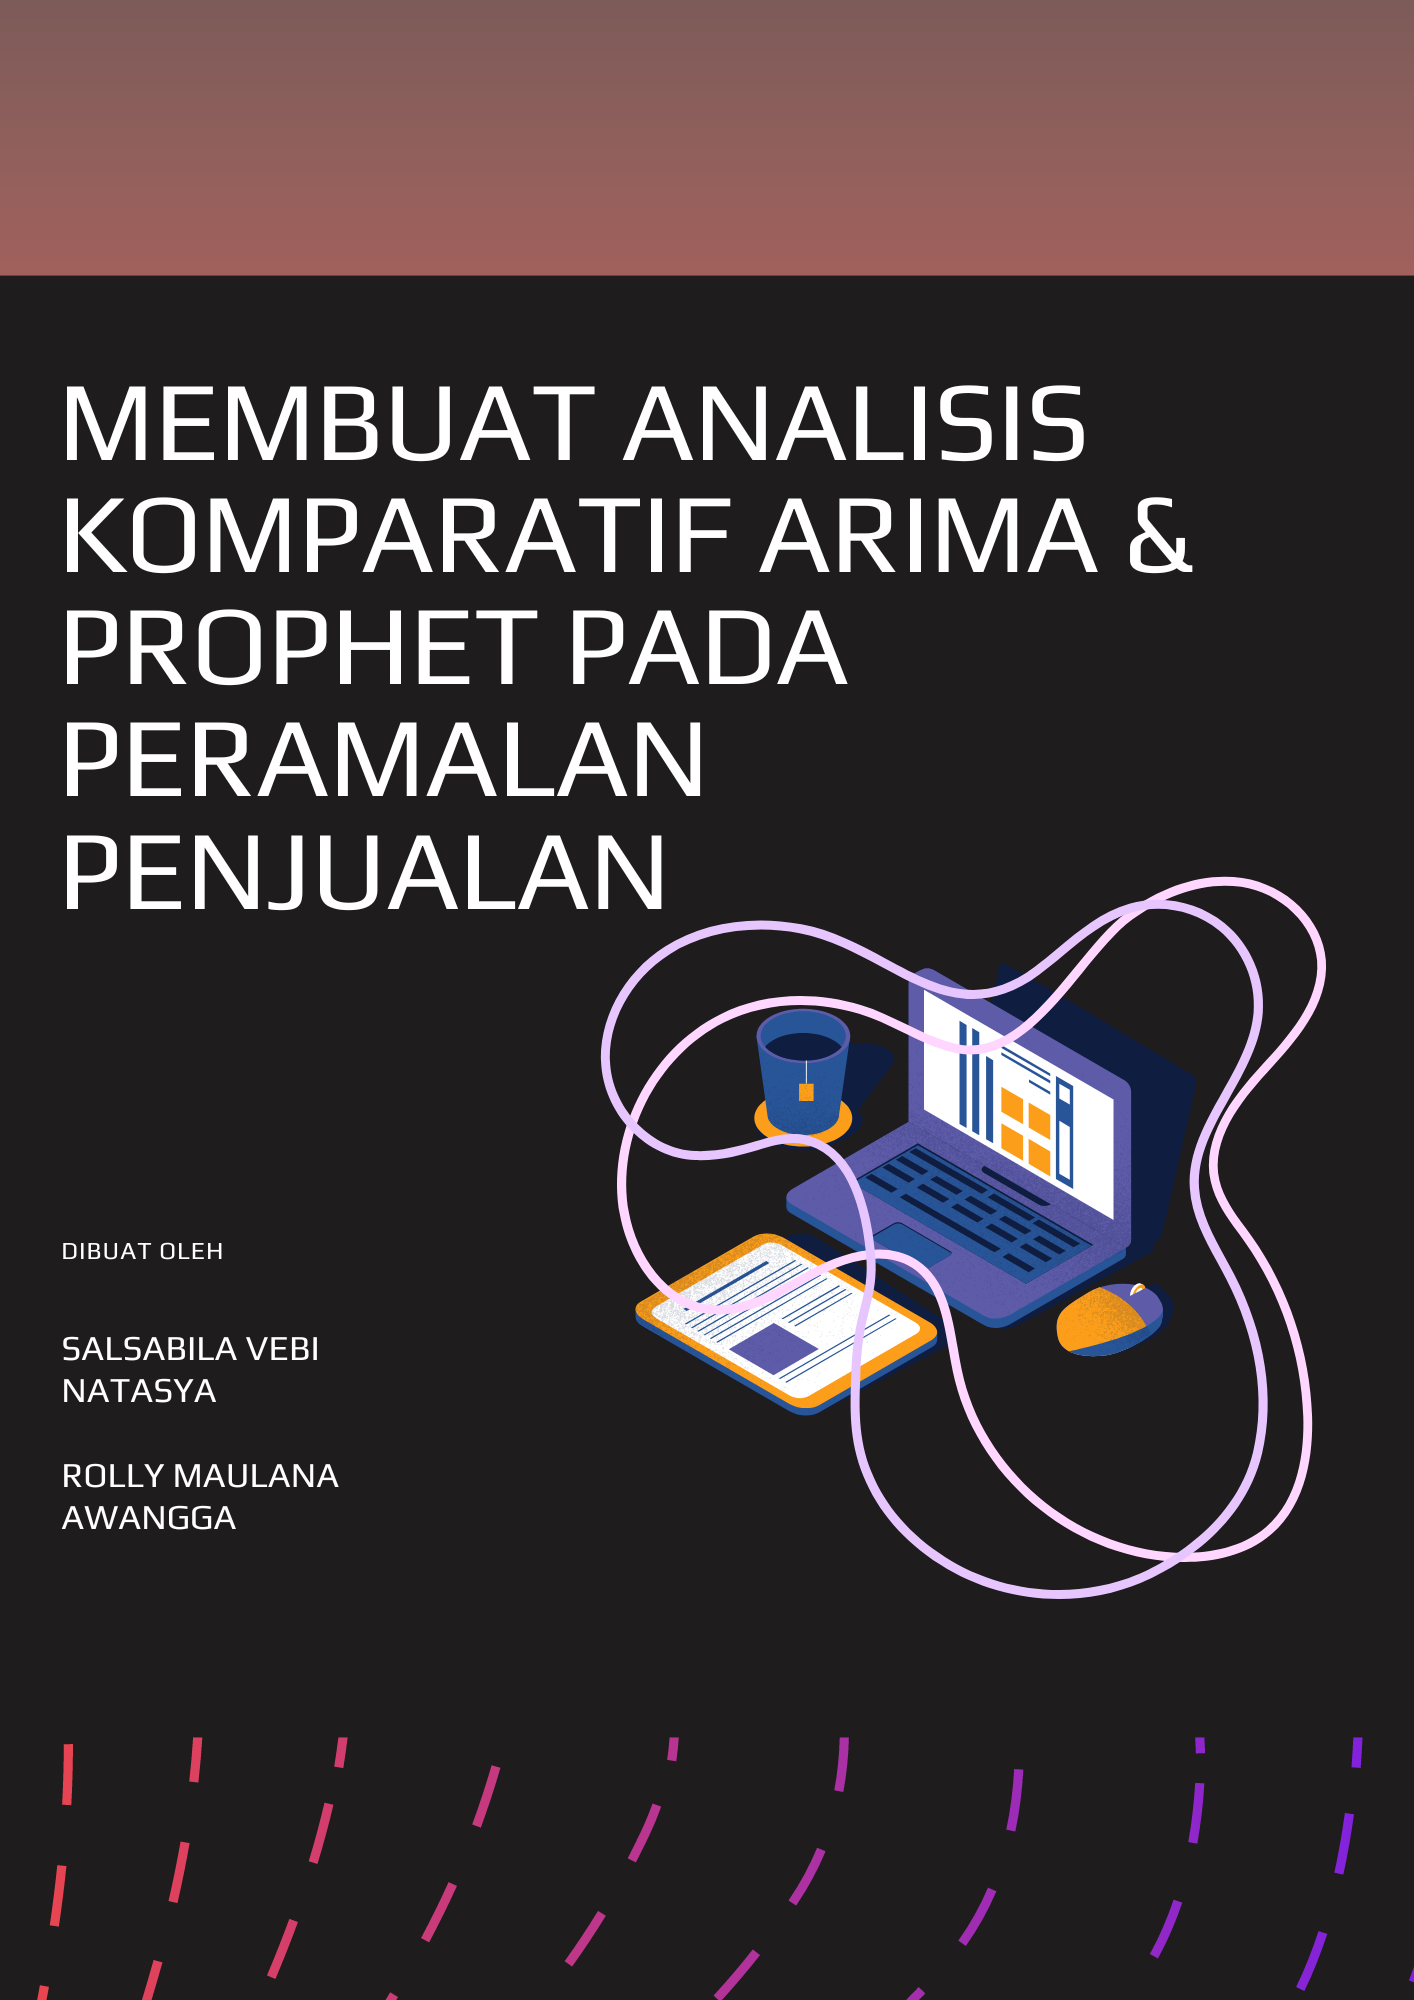 MEMBUAT ANALISIS
KOMPARATIF ARIMA &
PROPHET PADA
PERAMALAN
PENJUALAN
DIBUAT OLEH
SALSABILA VEBI
NATASYA
ROLLY MAULANA
AWANGGA